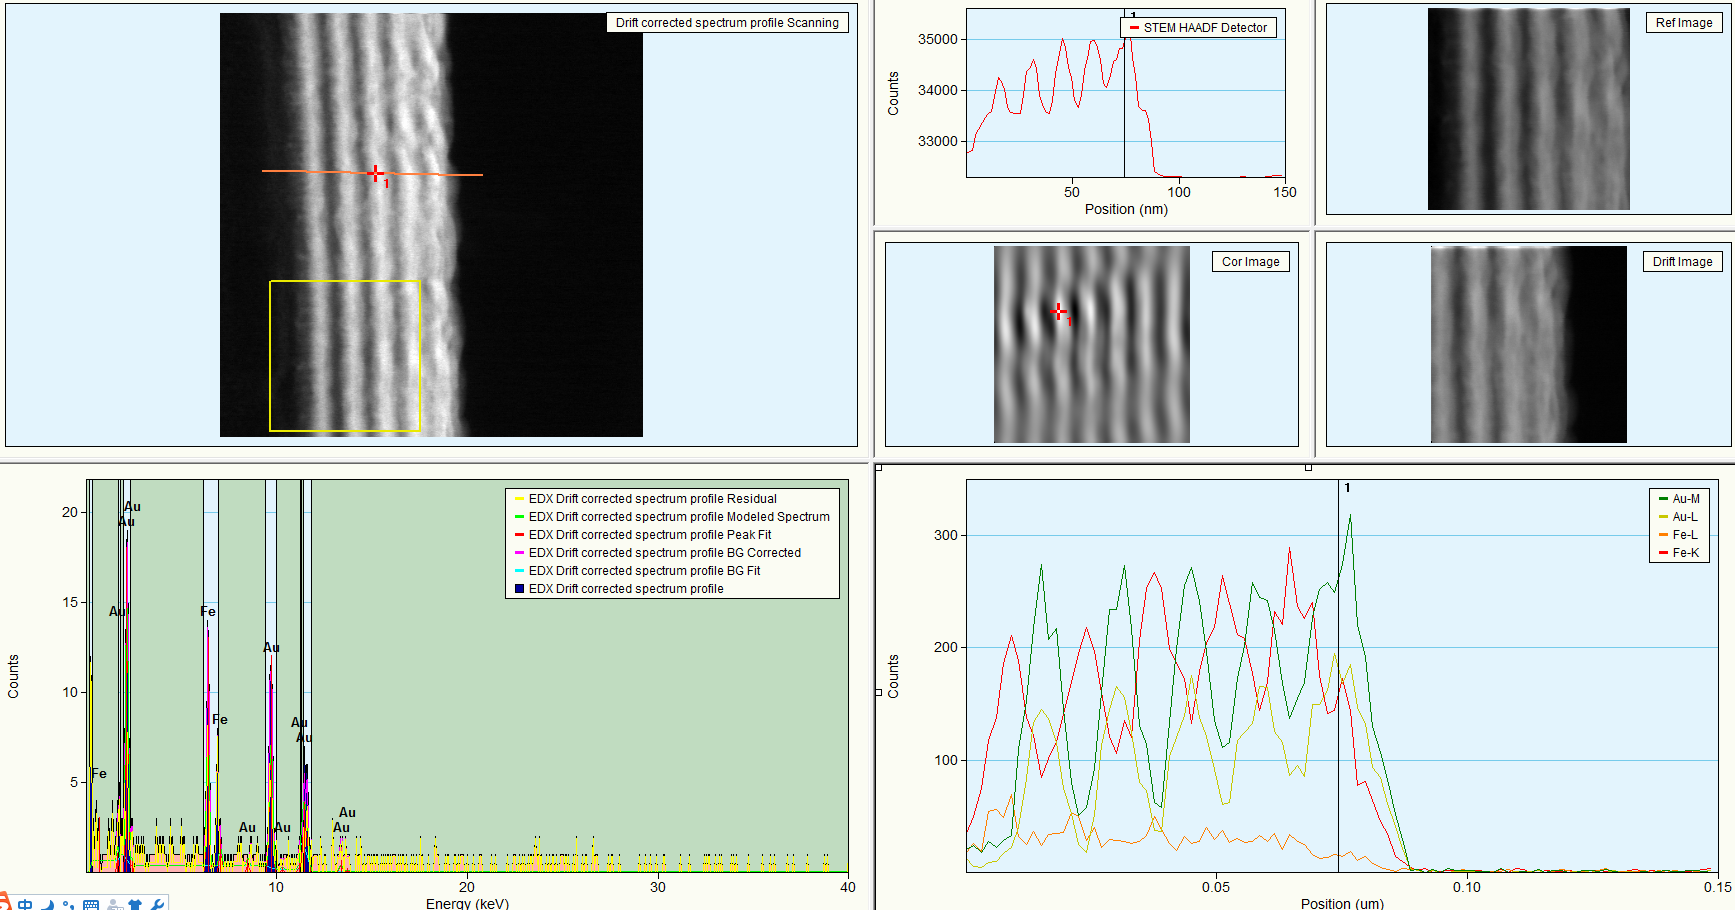 Drift corrected spectrum profile Scanning
1
1
STEM HAADF Detector
35000
34000
33000
Counts
50
100
150
Position (nm)
Ref Image
Cor Image
1
Drift Image
EDX Drift corrected spectrum profile Residual
EDX Drift corrected spectrum profile Modeled Spectrum
EDX Drift corrected spectrum profile Peak Fit
EDX Drift corrected spectrum profile BG Corrected
EDX Drift corrected spectrum profile BG Fit
EDX Drift corrected spectrum profile
20
15
10
5
Counts
Au
Au
Au
Fe
Au
Fe
Au
Au
Fe
Au
Au
Au
Au
10
20
30
40
Energy (keV)
中
1
Au-M
Au-L
Fe-L
Fe-K
300
200
100
Counts
0.05
0.10
0.15
Position (um)